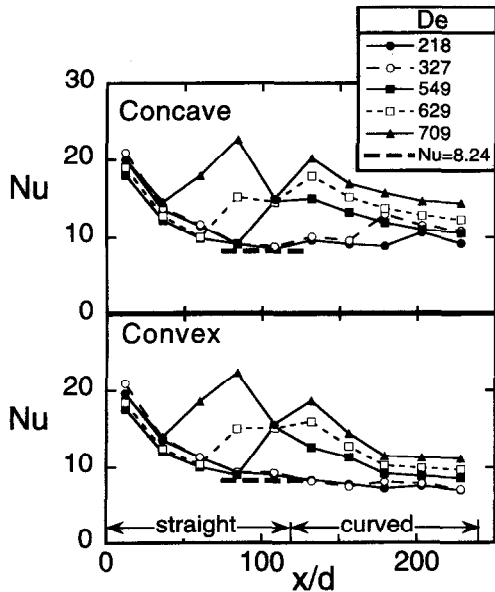 De
218
327
549
629
709
Nu=8.24
30
Concave
20
Nu
10
0
Convex
20
Nu
10
0
straight
curved
0
100
200
x/d